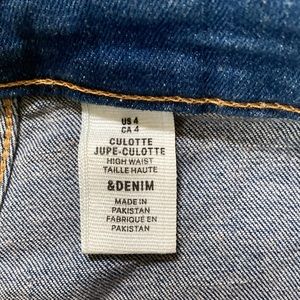 US 4
CA 4
CULOTTE
JUPE-CULOTTE
HIGH WAIST
TAILLE HAUTE
&DENIM
MADE IN
PAKISTAN
FABRIQUÉ EN
PAKISTAN